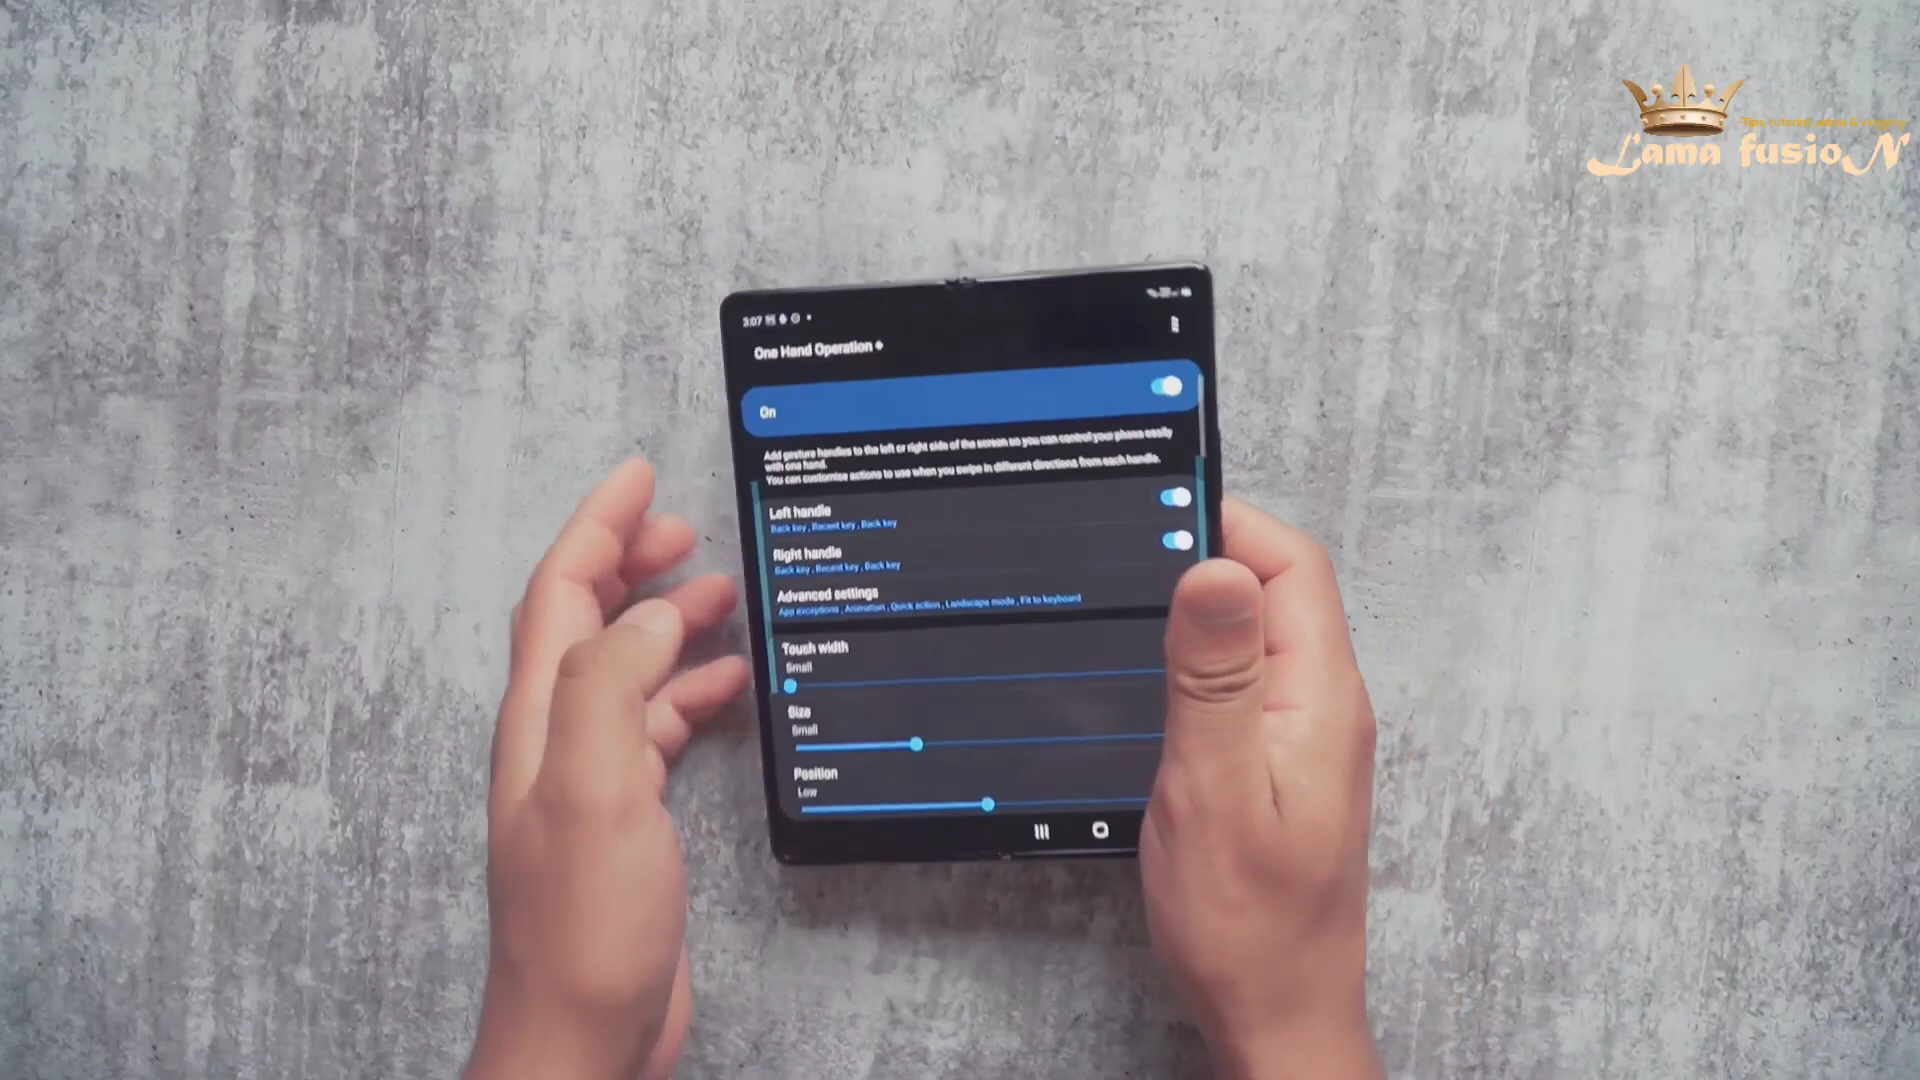 Lama fusioN
3:07
One Hand Operation +
On
Add gesture handles to the left or right side of the screen so you can control your phone easily
with one hand.
You can customise actions to use when you swipe in different directions from each handle.
Left handle
Back key , Recent key , Back key
Right handle
Back key , Recent key , Back key
Advanced settings
App exceptions , Animation , Quick action , Landscape mode , Fit to keyboard
Touch width
Small
Size
Small
Position
Low